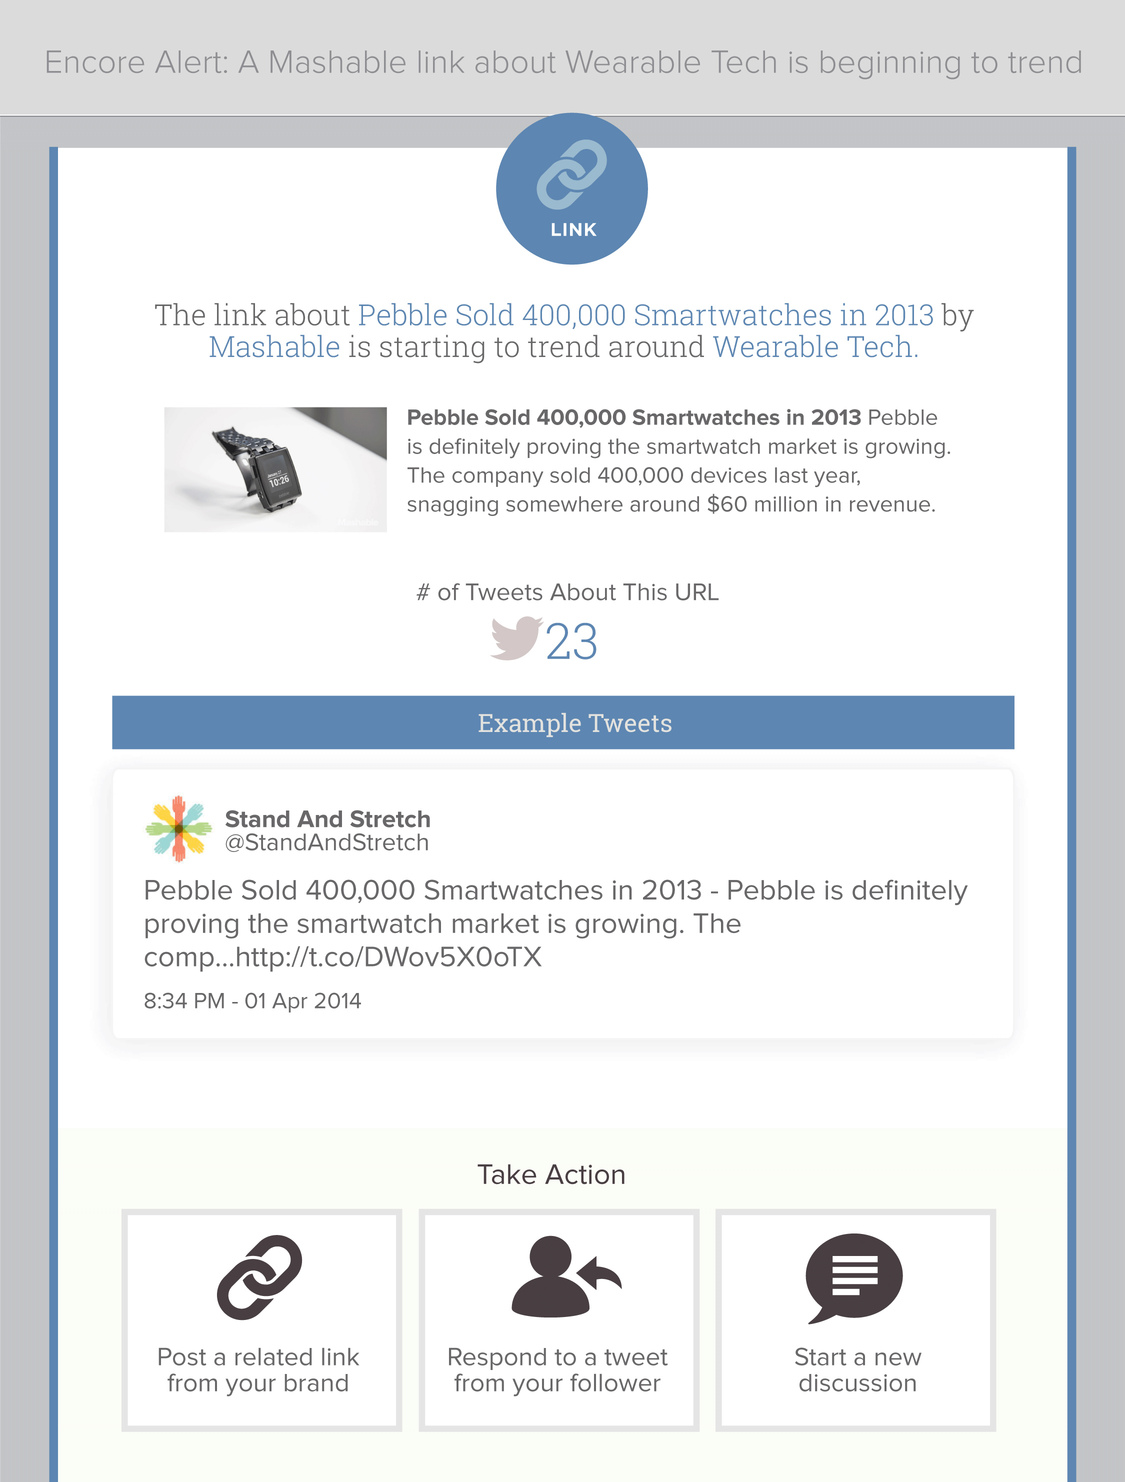 Encore Alert: A Mashable link about Wearable Tech is beginning to trend
LINK
The link about Pebble Sold 400,000 Smartwatches in 2013 by
Mashable is starting to trend around Wearable Tech.
Pebble Sold 400,000 Smartwatches in 2013 Pebble
is definitely proving the smartwatch market is growing.
The company sold 400,000 devices last year,
snagging somewhere around $60 million in revenue.
10:26
# of Tweets About This URL
23
Example Tweets
Stand And Stretch
@StandAndStretch
Pebble Sold 400,000 Smartwatches in 2013 - Pebble is definitely
proving the smartwatch market is growing. The
comp...http://t.co/DWov5X0oTX
8:34 PM - 01 Apr 2014
Take Action
Post a related link
from your brand
Respond to a tweet
from your follower
Start a new
discussion